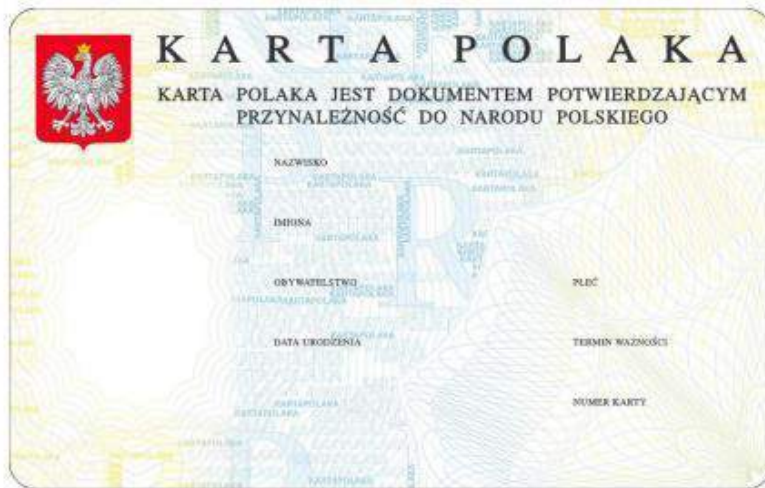 KARTA POLAKA
KARTA POLAKA JEST DOKUMENTEM POTWIERDZAJĄCYM
PRZYNALEŻNOŚĆ DO NARODU POLSKIEGO
NAZWISKO
IMIONA
OBYWATELSTWO
PŁEĆ
DATA URODZENIA
TERMIN WAŻNOŚCI
NUMER KARTY